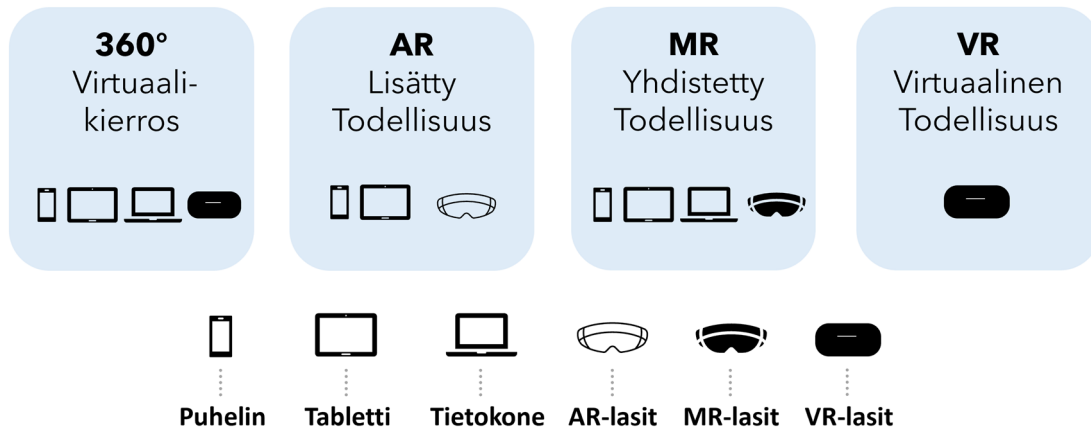 360°
Virtuaali-
kierros
AR
Lisätty
Todellisuus
MR
Yhdistetty
Todellisuus
VR
Virtuaalinen
Todellisuus
Puhelin
Tabletti
Tietokone
AR-lasit
MR-lasit
VR-lasit